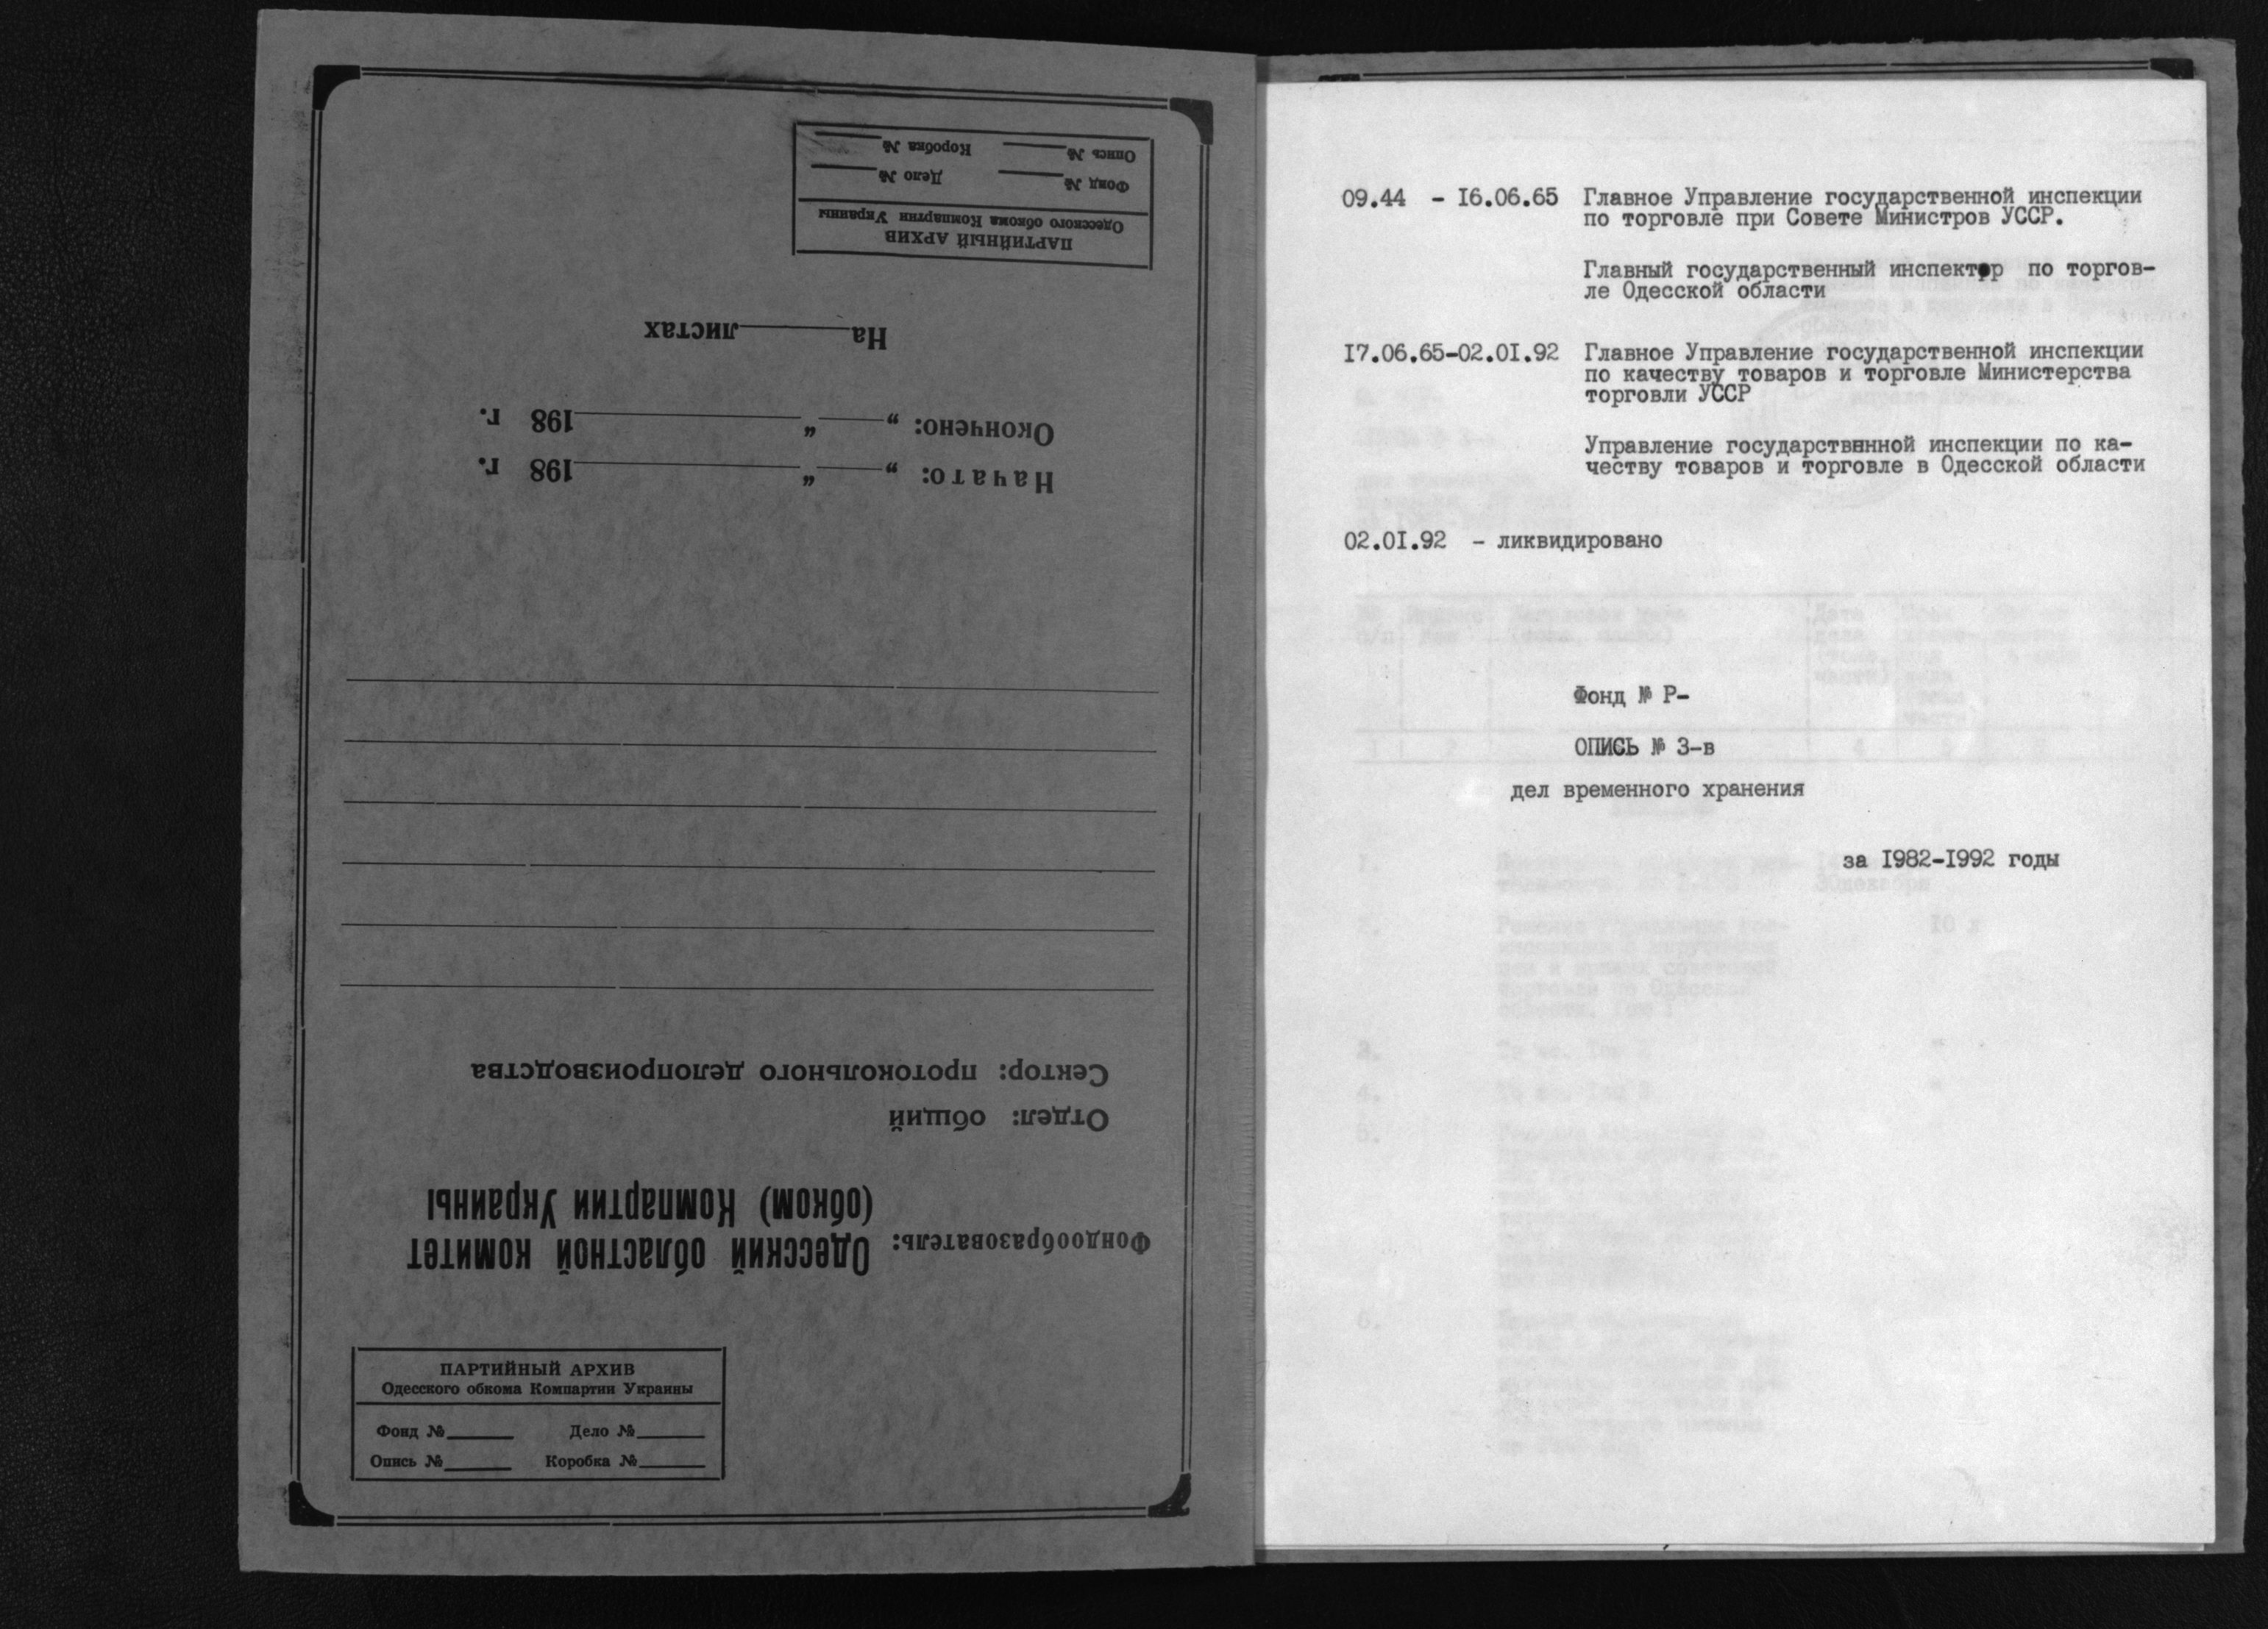 ПАРТИЙНЫЙ АРХИВ
Одесского обкома Компартии Украины
Фонд № Дело №
Опись № Коробка №
Фондообразователь: Одесский областной комитет
(обком) Компартии Украины
Отдел: общий
Сектор: протокольного делопроизводства
Начато: „ “ 198 г.
Окончено: „ “ 198 г.
На листах
ПАРТИЙНЫЙ АРХИВ
Одесского обкома Компартии Украины
Фонд № Дело №
Опись № Коробка №
09.44 - I6.06.65 Главное Управление государственной инспекции
по торговле при Совете Министров УССР.
Главный государственный инспектор по торгов-
ле Одесской области
I7.06.65-02.0I.92 Главное Управление государственной инспекции
по качеству товаров и торговле Министерства
торговли УССР
Управление государствннной инспекции по ка-
честву товаров и торговле в Одесской области
02.0I.92 - ликвидировано
Фонд № Р-
ОПИСЬ № 3-в
дел временного хранения
за I982-I992 годы